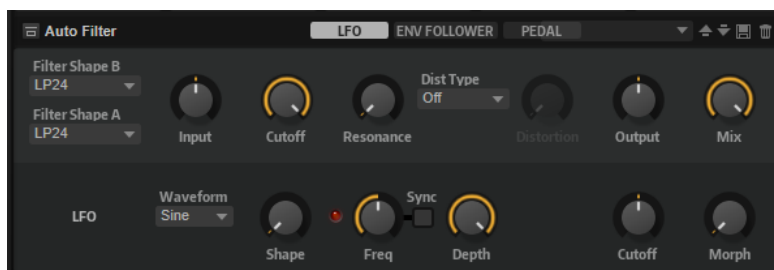 Auto Filter
LFO ENV FOLLOWER PEDAL
Filter Shape B
LP24
Filter Shape A
LP24
Input
Cutoff
Resonance
Dist Type
Off
Distortion
Output
Mix
LFO
Waveform
Sine
Shape
Freq
Sync
Depth
Cutoff
Morph